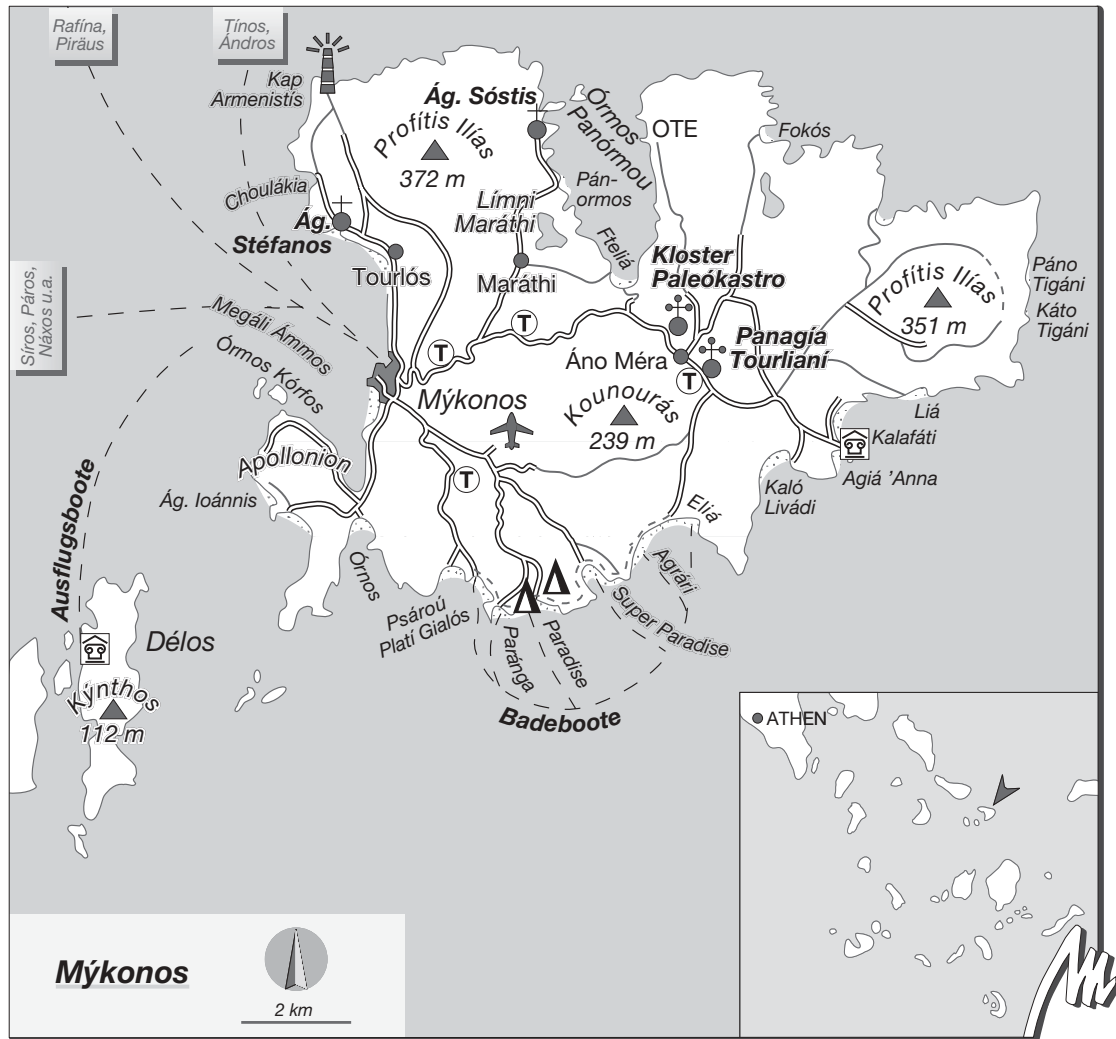 Rafína,
Piräus
Tínos,
Ándros
Kap
Armenistís
Ág. Sóstis
Órmos
Panórmou
OTE
Fokós
Profítis Ilías
372 m
Pán-
ormos
Choulákia
Límni
Maráthi
Ág.
Stéfanos
Fteliá
Kloster
Paleókastro
Tourlós
Maráthi
Profítis Ilías
351 m
Páno
Tigáni
Káto
Tigáni
Síros, Páros,
Náxos u.a.
Megáli Ámmos
Órmos Kórfos
T
T
Panagía
Tourlianí
Áno Méra
T
Mýkonos
Kounourás
239 m
Liá
Kalafáti
Agiá 'Anna
Apollonion
T
Ág. Ioánnis
Kaló
Livádi
Eliá
Ausflugsboote
Órnos
Agrári
Psároú
Platí Gialós
Super Paradise
Paránga
Paradise
Délos
Kýnthos
112 m
Badeboote
ATHEN
Mýkonos
2 km